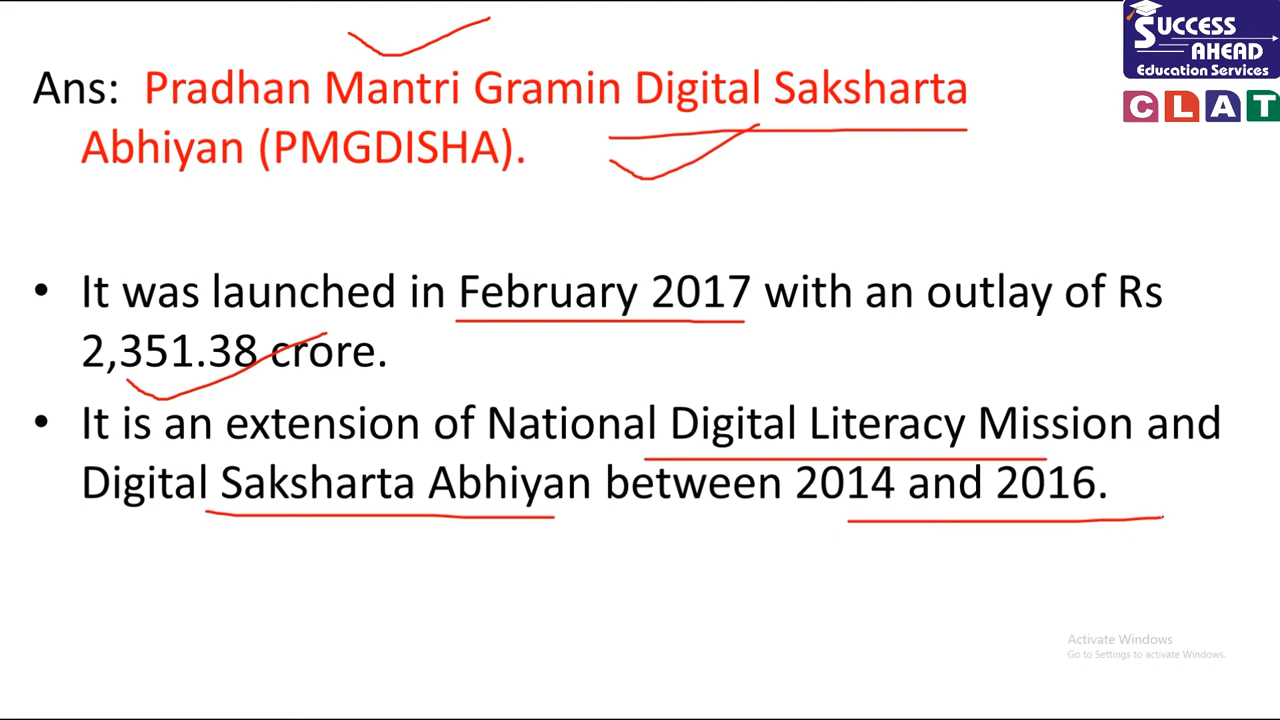 SUCCESS
AHEAD
Education Services
CLAT
Ans: Pradhan Mantri Gramin Digital Saksharta
Abhiyan (PMGDISHA).
• It was launched in February 2017 with an outlay of Rs
2,351.38 crore.
• It is an extension of National Digital Literacy Mission and
Digital Saksharta Abhiyan between 2014 and 2016.
Activate Windows
Go to Settings to activate Windows.